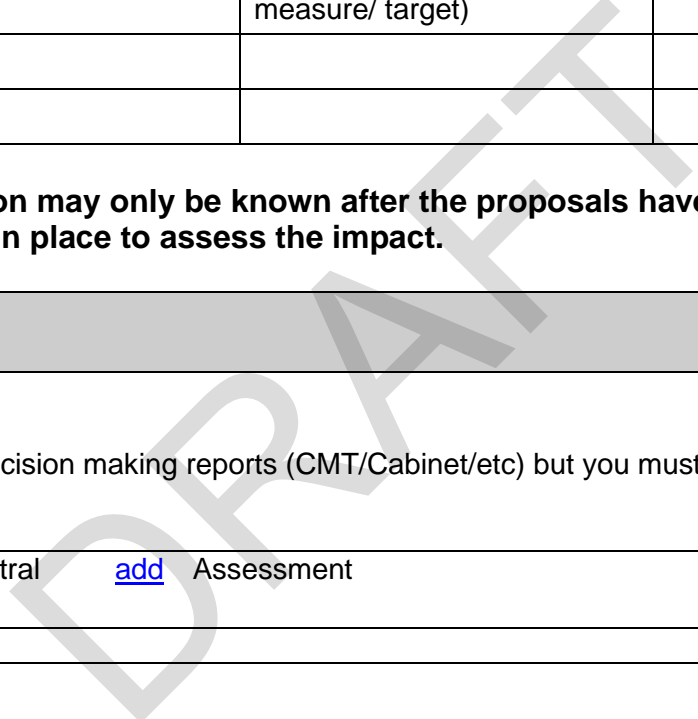 measure/ target)
on may only be known after the proposals have
n place to assess the impact.
cision making reports (CMT/Cabinet/etc) but you must
tral add Assessment
DRAFT